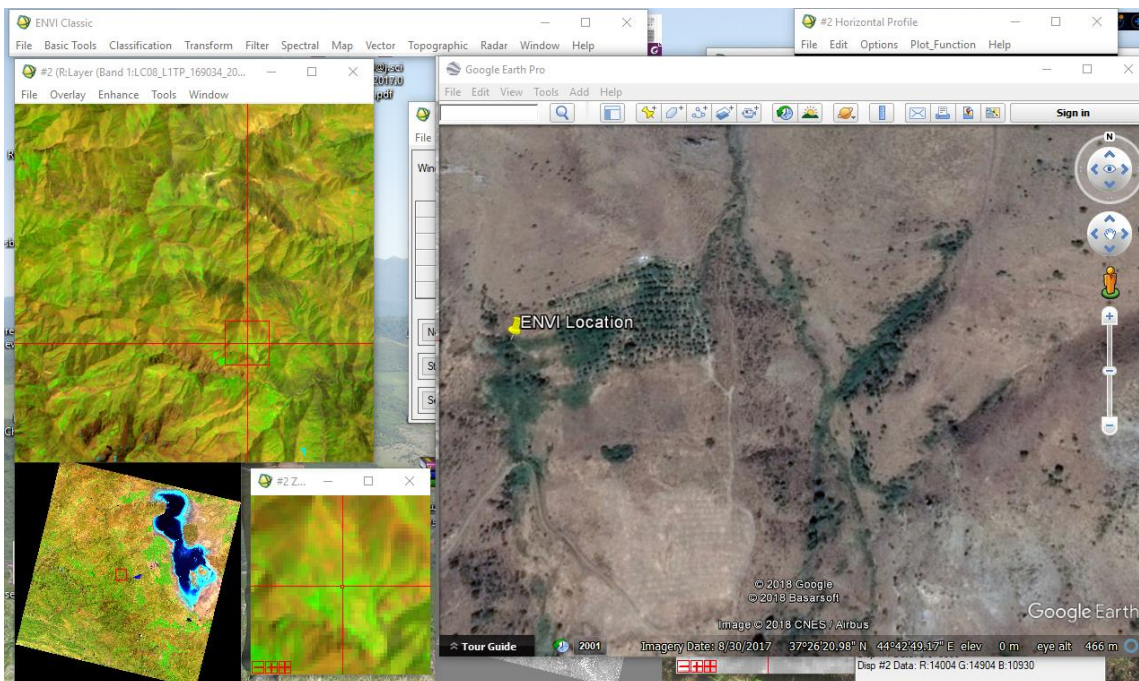 ENVI Classic
File Basic Tools Classification Transform Filter Spectral Map Vector Topographic Radar Window Help
#2 Horizontal Profile
File Edit Options Plot_Function Help
#2 (R:Layer (Band 1:LC08_L1TP_169034_20...
File Overlay Enhance Tools Window
2017.0
pdf
File
Google Earth Pro
File Edit View Tools Add Help
Sign in
N
ENVI Location
#2 Z...
© 2018 Google
© 2018 Basarsoft
Image © 2018 CNES / Airbus
Google Earth
Tour Guide 2001 Imagery Date: 8/30/2017 37°26'20.98" N 44°42'49.17" E elev 0 m eye alt 466 m
Disp #2 Data: R:14004 G:14904 B:10930